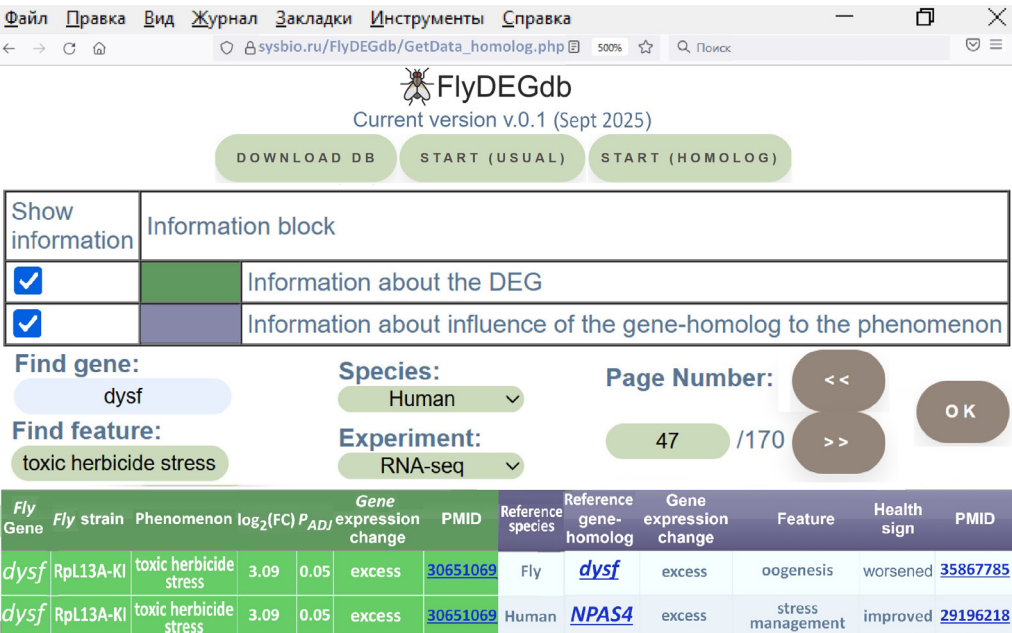 Файл Правка Вид Журнал Закладки Инструменты Справка
sysbio.ru/FlyDEGdb/GetData_homolog.php 500% Поиск
FlyDEGdb
Current version v.0.1 (Sept 2025)
DOWNLOAD DB START (USUAL) START (HOMOLOG)
Show information Information block
Information about the DEG
Information about influence of the gene-homolog to the phenomenon
Find gene: Species: Page Number: <<
dysf Human OK
Find feature: Experiment: 47 /170 >>
toxic herbicide stress RNA-seq
Fly Gene Fly strain Phenomenon log2(FC) PADJ Gene expression change PMID Reference species Reference gene-homolog Gene expression change Feature Health sign PMID
dysf RpL13A-KI toxic herbicide stress 3.09 0.05 excess 30651069 Fly dysf excess oogenesis worsened 35867785
dysf RpL13A-KI toxic herbicide stress 3.09 0.05 excess 30651069 Human NPAS4 excess stress management improved 29196218